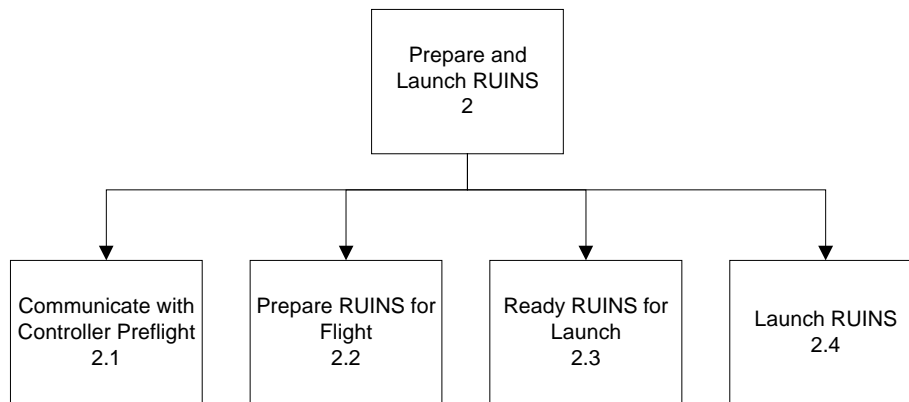 Prepare and
Launch RUINS
2
Communicate with
Controller Preflight
2.1
Prepare RUINS for
Flight
2.2
Ready RUINS for
Launch
2.3
Launch RUINS
2.4